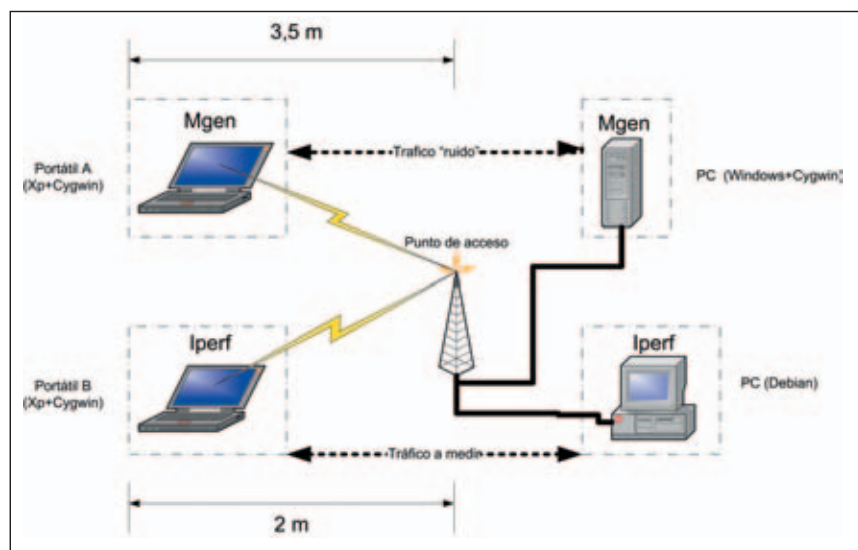 3,5 m
Mgen
Mgen
Portátil A
(Xp+Cygwin)
Trafico "ruido"
PC (Windows+Cygwin)
Punto de acceso
Iperf
Iperf
Portátil B
(Xp+Cygwin)
PC (Debian)
Tráfico a medir
2 m